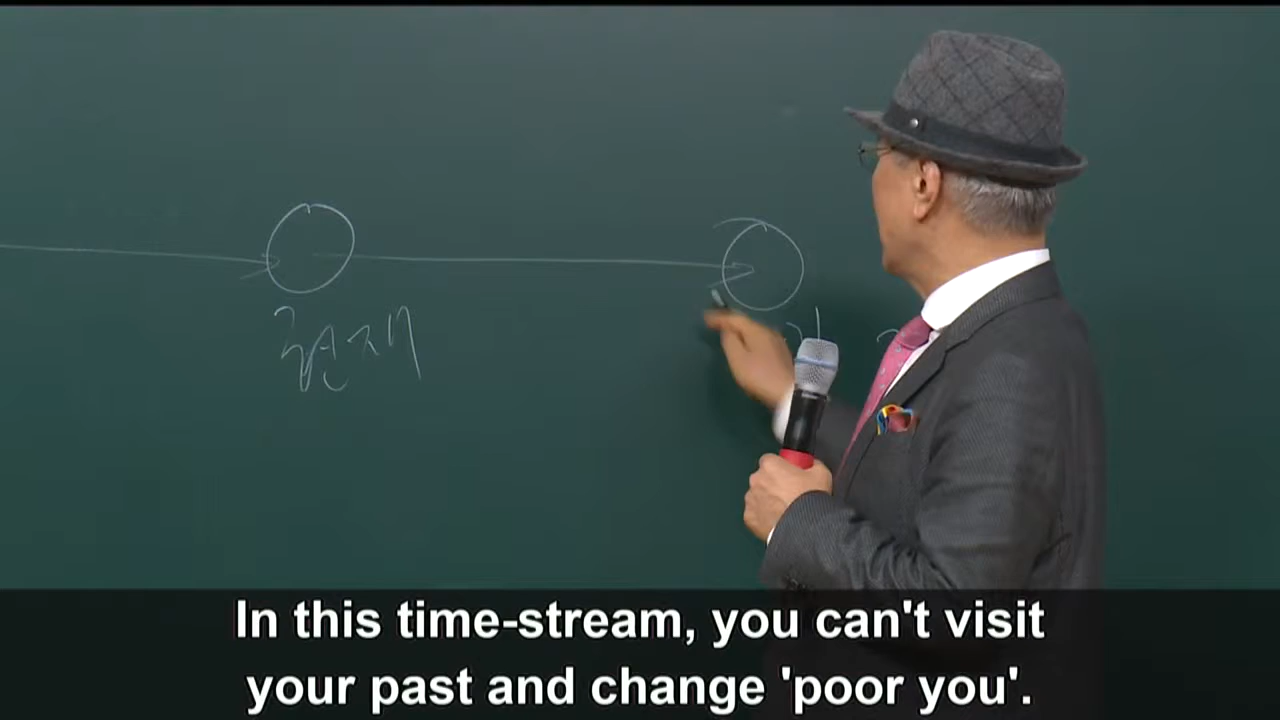 현재
In this time-stream, you can't visit
your past and change 'poor you'.